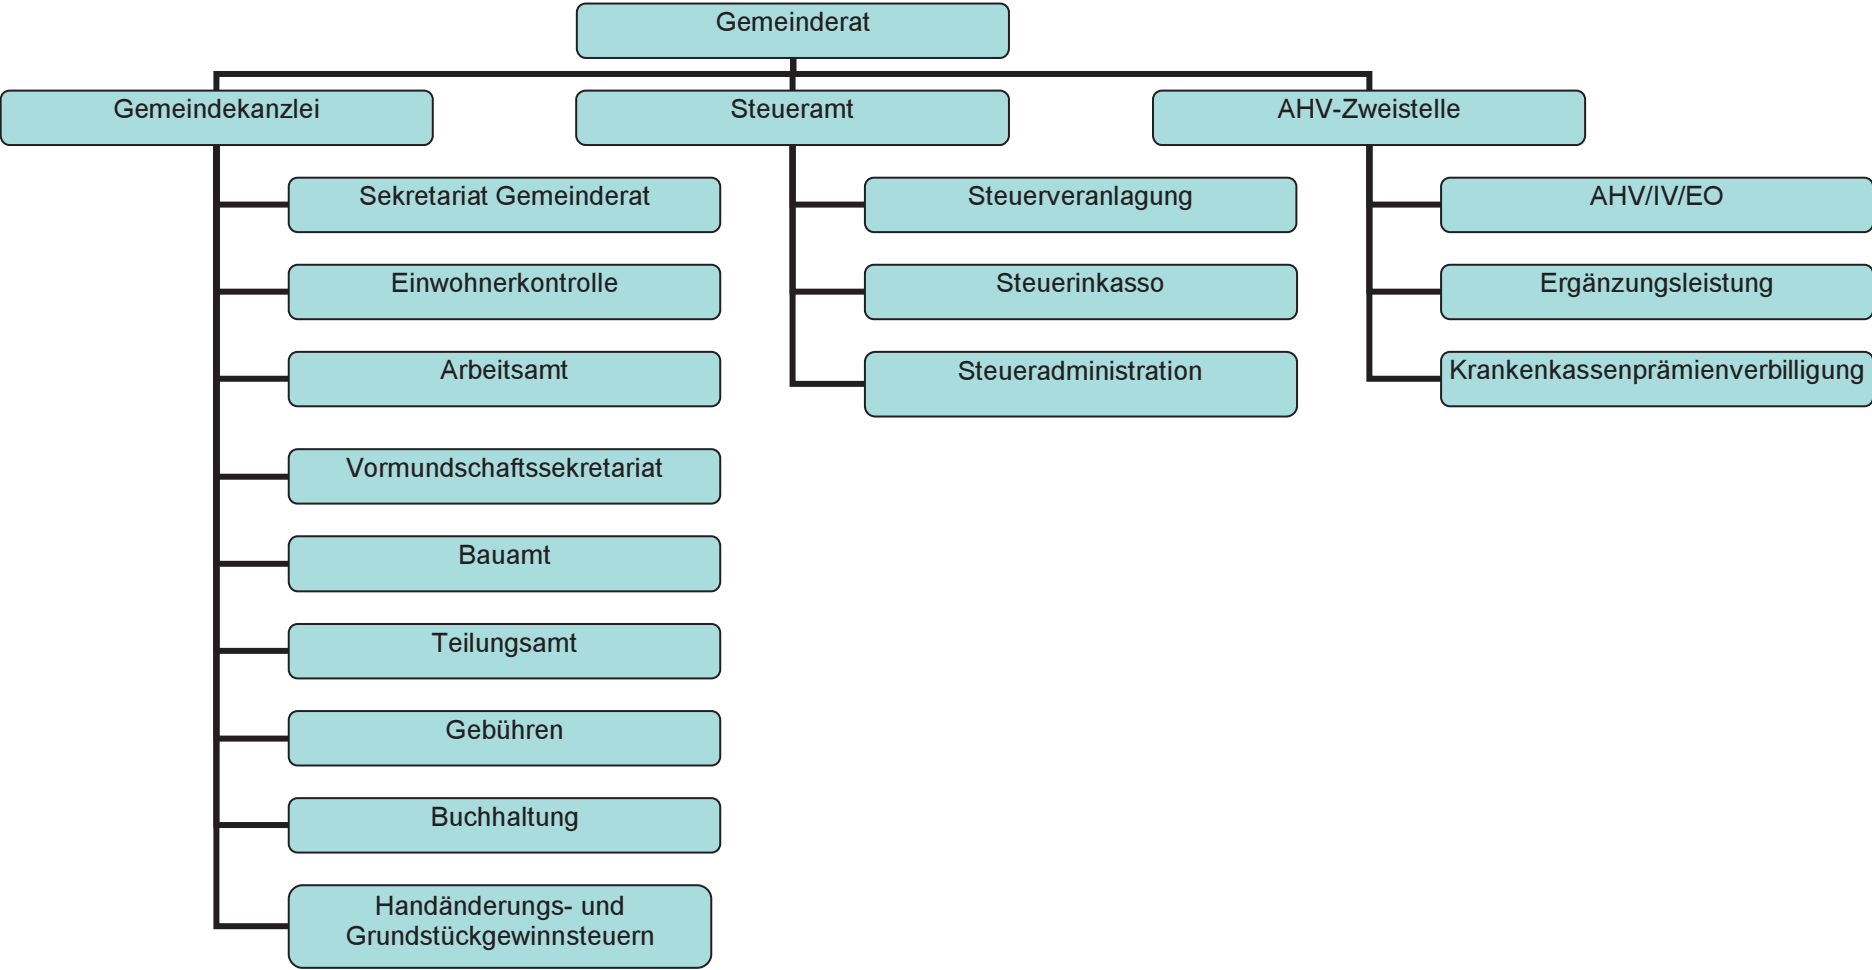 Gemeinderat
Gemeindekanzlei
Steueramt
AHV-Zweistelle
Sekretariat Gemeinderat
Einwohnerkontrolle
Arbeitsamt
Vormundschaftssekretariat
Bauamt
Teilungsamt
Gebühren
Buchhaltung
Handänderungs- und
Grundstückgewinnsteuern
Steuerveranlagung
Steuerinkasso
Steueradministration
AHV/IV/EO
Ergänzungsleistung
Krankenkassenprämienverbilligung